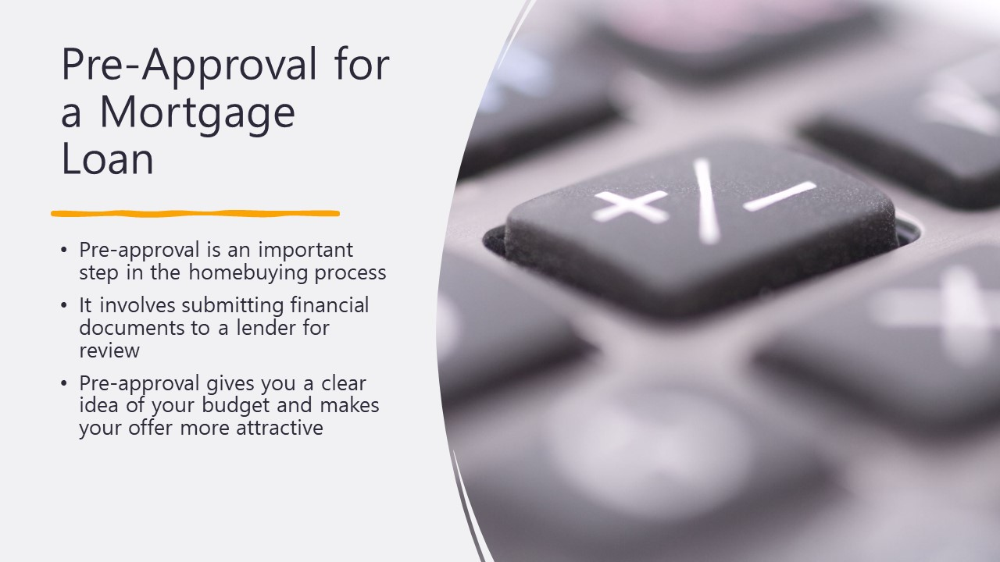 Pre-Approval for
a Mortgage
Loan
• Pre-approval is an important
step in the homebuying process
• It involves submitting financial
documents to a lender for
review
• Pre-approval gives you a clear
idea of your budget and makes
your offer more attractive
+/−
+